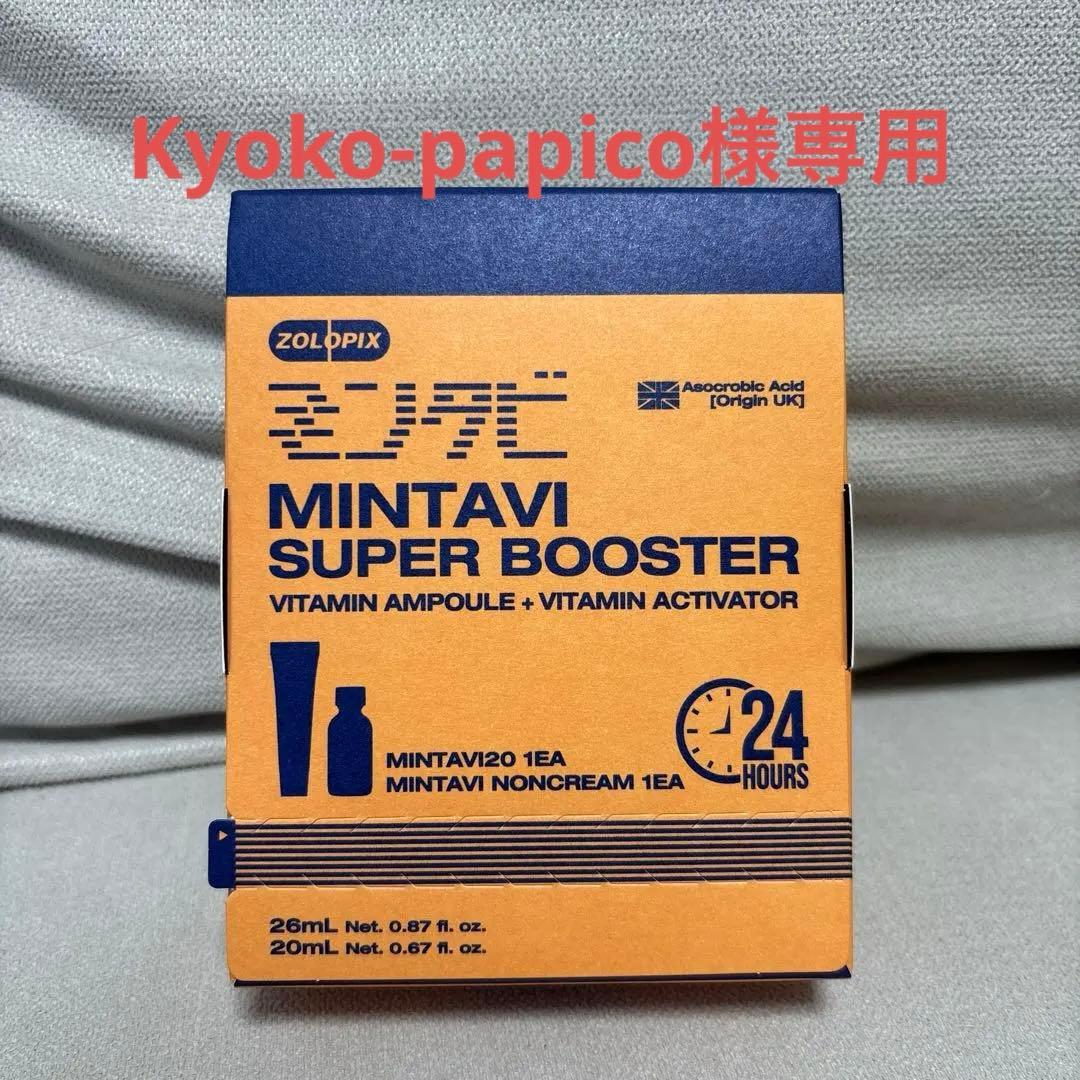 Kyoko-papico様専用
ZOLOPIX
ミンタビ
Asocrobic Acid
[Origin UK]
MINTAVI
SUPER BOOSTER
VITAMIN AMPOULE + VITAMIN ACTIVATOR
24
HOURS
MINTAVI20 1EA
MINTAVI NONCREAM 1EA
26mL Net. 0.87 fl. oz.
20mL Net. 0.67 fl. oz.